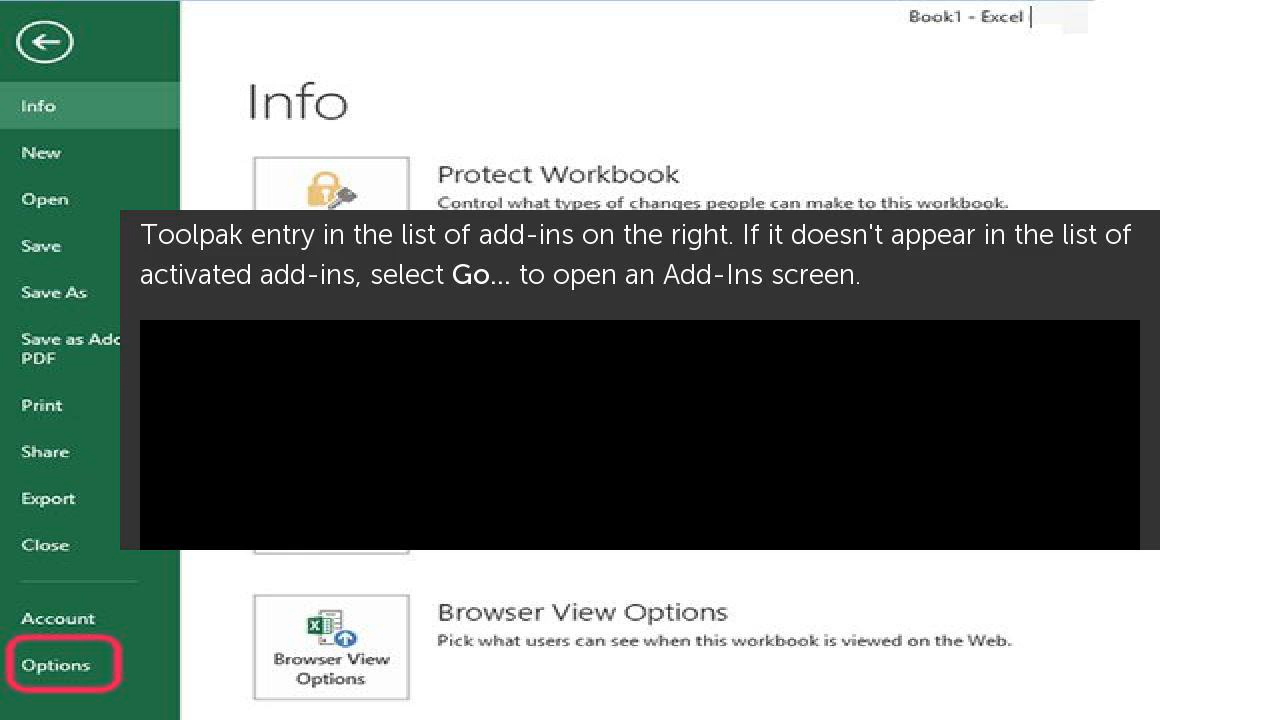 Book1 - Excel
Info
New
Open
Save
Save As
Save as Ado
PDF
Print
Share
Export
Close
Account
Options
Info
Protect Workbook
Control what types of changes people can make to this workbook.
Toolpak entry in the list of add-ins on the right. If it doesn't appear in the list of
activated add-ins, select Go... to open an Add-Ins screen.
Browser View
Options
Browser View Options
Pick what users can see when this workbook is viewed on the Web.